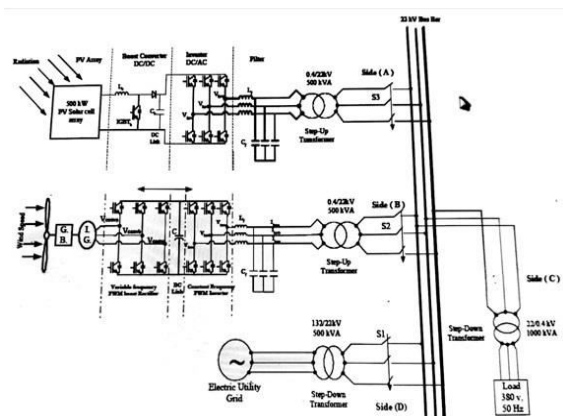 22 kV Bus Bar
Radiation
PV Array
Boost Converter
DC/DC
Inverter
DC/AC
Filter
500 kW
PV Solar cell
array
DC
Link
0.4/22kV
500 kVA
Step-Up
Transformer
Side (A)
S3
Wind Speed
G.
B.
I.
G.
Variable frequency
PWM Boost Rectifier
DC
Link
Constant Frequency
PWM Inverter
0.4/22kV
500 kVA
Step-Up
Transformer
Side (B)
S2
Side (C)
Step-Down
Transformer
22/0.4 kV
1000 kVA
Load
380 v,
50 Hz
Electric Utility
Grid
132/22kV
500 kVA
Step-Down
Transformer
S1
Side (D)